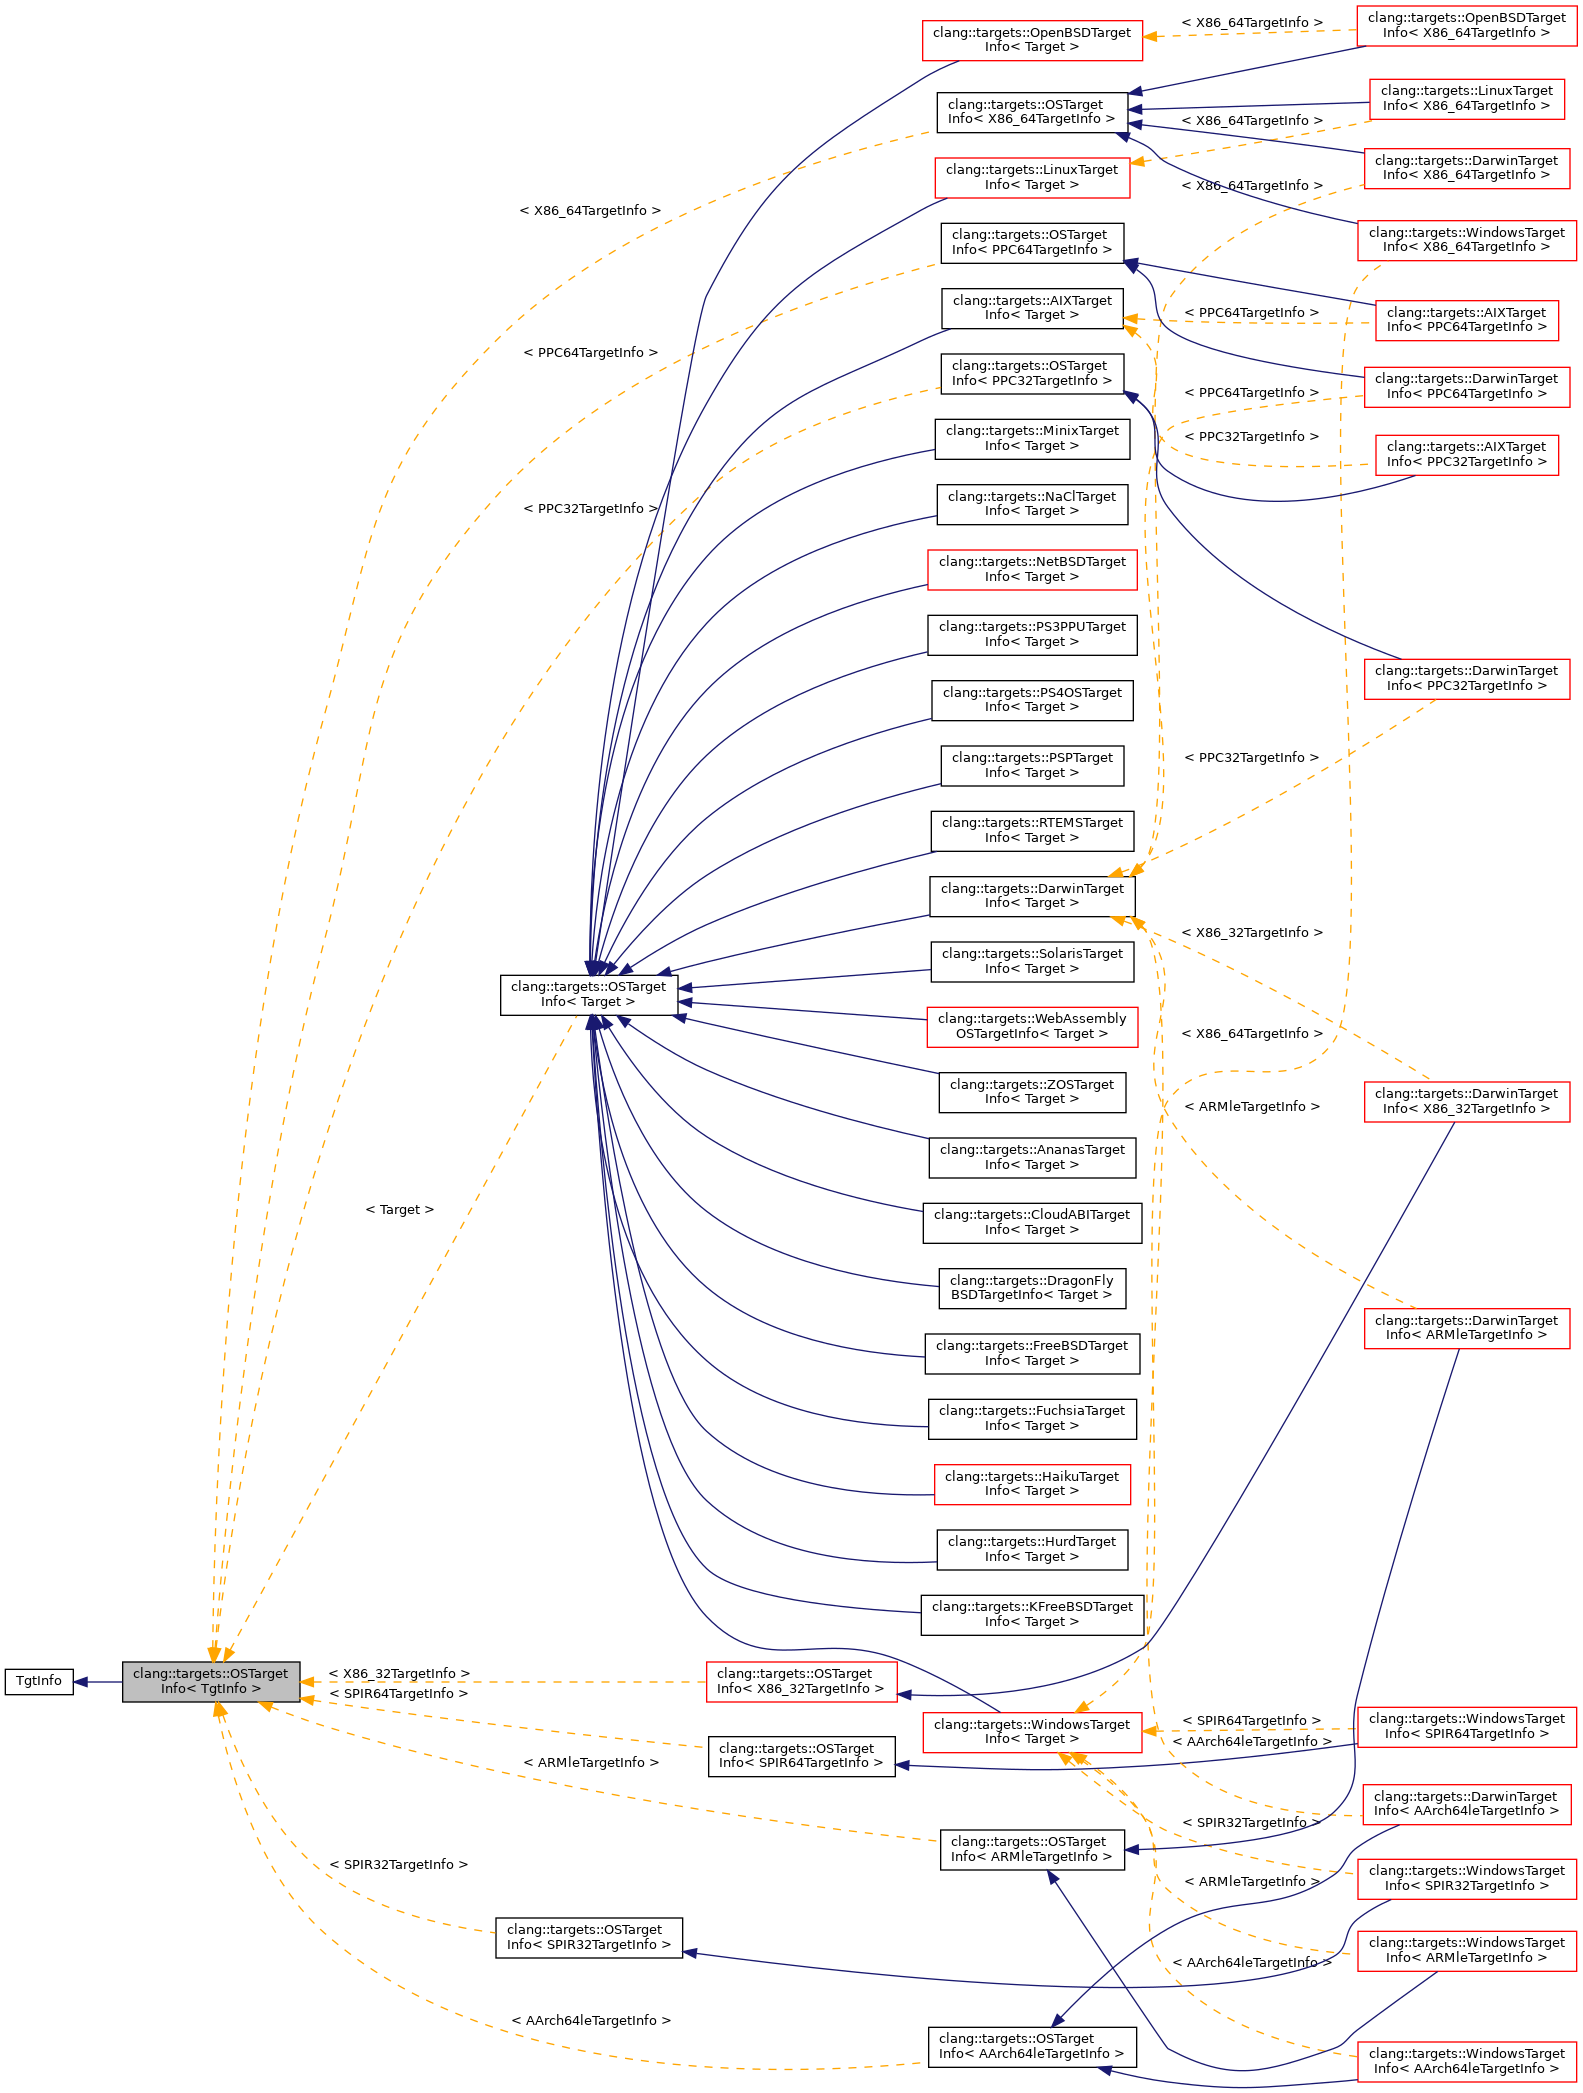 TgtInfo
clang::targets::OSTarget
Info< TgtInfo >
< X86_64TargetInfo >
< PPC64TargetInfo >
< PPC32TargetInfo >
< Target >
< X86_32TargetInfo >
< SPIR64TargetInfo >
< ARMleTargetInfo >
< SPIR32TargetInfo >
< AArch64leTargetInfo >
clang::targets::OSTarget
Info< Target >
clang::targets::OSTarget
Info< X86_32TargetInfo >
clang::targets::OSTarget
Info< SPIR64TargetInfo >
clang::targets::OSTarget
Info< SPIR32TargetInfo >
clang::targets::OpenBSDTarget
Info< Target >
clang::targets::OSTarget
Info< X86_64TargetInfo >
clang::targets::LinuxTarget
Info< Target >
clang::targets::OSTarget
Info< PPC64TargetInfo >
clang::targets::AIXTarget
Info< Target >
clang::targets::OSTarget
Info< PPC32TargetInfo >
clang::targets::MinixTarget
Info< Target >
clang::targets::NaClTarget
Info< Target >
clang::targets::NetBSDTarget
Info< Target >
clang::targets::PS3PPUTarget
Info< Target >
clang::targets::PS4OSTarget
Info< Target >
clang::targets::PSPTarget
Info< Target >
clang::targets::RTEMSTarget
Info< Target >
clang::targets::DarwinTarget
Info< Target >
clang::targets::SolarisTarget
Info< Target >
clang::targets::WebAssembly
OSTargetInfo< Target >
clang::targets::ZOSTarget
Info< Target >
clang::targets::AnanasTarget
Info< Target >
clang::targets::CloudABITarget
Info< Target >
clang::targets::DragonFly
BSDTargetInfo< Target >
clang::targets::FreeBSDTarget
Info< Target >
clang::targets::FuchsiaTarget
Info< Target >
clang::targets::HaikuTarget
Info< Target >
clang::targets::HurdTarget
Info< Target >
clang::targets::KFreeBSDTarget
Info< Target >
clang::targets::WindowsTarget
Info< Target >
clang::targets::OSTarget
Info< ARMleTargetInfo >
clang::targets::OSTarget
Info< AArch64leTargetInfo >
< X86_64TargetInfo >
< X86_64TargetInfo >
< X86_64TargetInfo >
< PPC64TargetInfo >
< PPC64TargetInfo >
< PPC32TargetInfo >
< PPC32TargetInfo >
< X86_32TargetInfo >
< X86_64TargetInfo >
< ARMleTargetInfo >
< SPIR64TargetInfo >
< AArch64leTargetInfo >
< SPIR32TargetInfo >
< ARMleTargetInfo >
< AArch64leTargetInfo >
clang::targets::OpenBSDTarget
Info< X86_64TargetInfo >
clang::targets::LinuxTarget
Info< X86_64TargetInfo >
clang::targets::DarwinTarget
Info< X86_64TargetInfo >
clang::targets::WindowsTarget
Info< X86_64TargetInfo >
clang::targets::AIXTarget
Info< PPC64TargetInfo >
clang::targets::DarwinTarget
Info< PPC64TargetInfo >
clang::targets::AIXTarget
Info< PPC32TargetInfo >
clang::targets::DarwinTarget
Info< PPC32TargetInfo >
clang::targets::DarwinTarget
Info< X86_32TargetInfo >
clang::targets::DarwinTarget
Info< ARMleTargetInfo >
clang::targets::WindowsTarget
Info< SPIR64TargetInfo >
clang::targets::DarwinTarget
Info< AArch64leTargetInfo >
clang::targets::WindowsTarget
Info< SPIR32TargetInfo >
clang::targets::WindowsTarget
Info< ARMleTargetInfo >
clang::targets::WindowsTarget
Info< AArch64leTargetInfo >